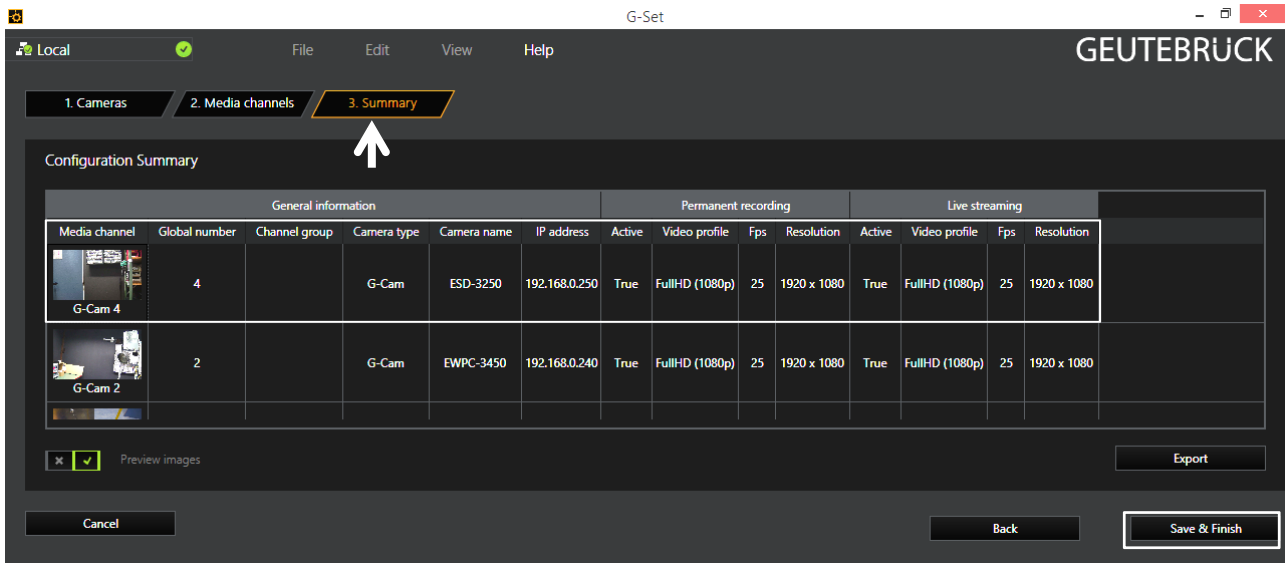 G-Set
Local File Edit View Help GEUTEBRÜCK
1. Cameras 2. Media channels 3. Summary
Configuration Summary
General information Permanent recording Live streaming
Media channel Global number Channel group Camera type Camera name IP address Active Video profile Fps Resolution Active Video profile Fps Resolution
4 G-Cam ESD-3250 192.168.0.250 True FullHD (1080p) 25 1920 x 1080 True FullHD (1080p) 25 1920 x 1080
G-Cam 4
2 G-Cam EWPC-3450 192.168.0.240 True FullHD (1080p) 25 1920 x 1080 True FullHD (1080p) 25 1920 x 1080
G-Cam 2
Preview images Export
Cancel Back Save & Finish